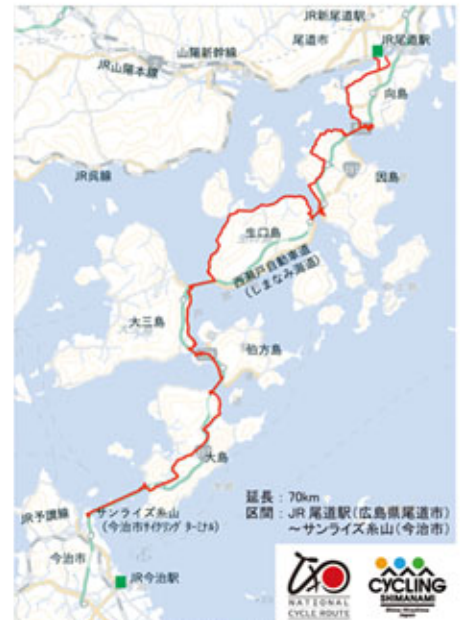 JR新尾道駅
尾道市
JR尾道駅
山陽新幹線
JR山陽本線
向島
JR呉線
因島
生口島
西瀬戸自動車道
(しまなみ海道)
大三島
伯方島
大島
サンライズ糸山
(今治市サイクリング ターミナル)
JR予讃線
今治市
JR今治駅
延長 : 70km
区間 : JR 尾道駅(広島県尾道市)
~サンライズ糸山(今治市)
NATIONAL
CYCLE ROUTE
CYCLING
SHIMANAMI
Japan